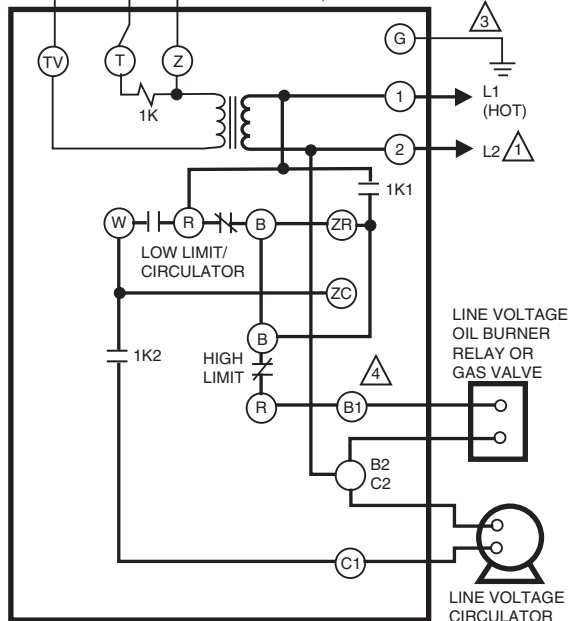 TV
T
Z
1K
G
3
1
L1
(HOT)
2
L2
1
1K1
W
R
B
ZR
LOW LIMIT/
CIRCULATOR
ZC
B
1K2
HIGH
LIMIT
4
R
B1
LINE VOLTAGE
OIL BURNER
RELAY OR
GAS VALVE
B2
C2
C1
LINE VOLTAGE
CIRCULATOR